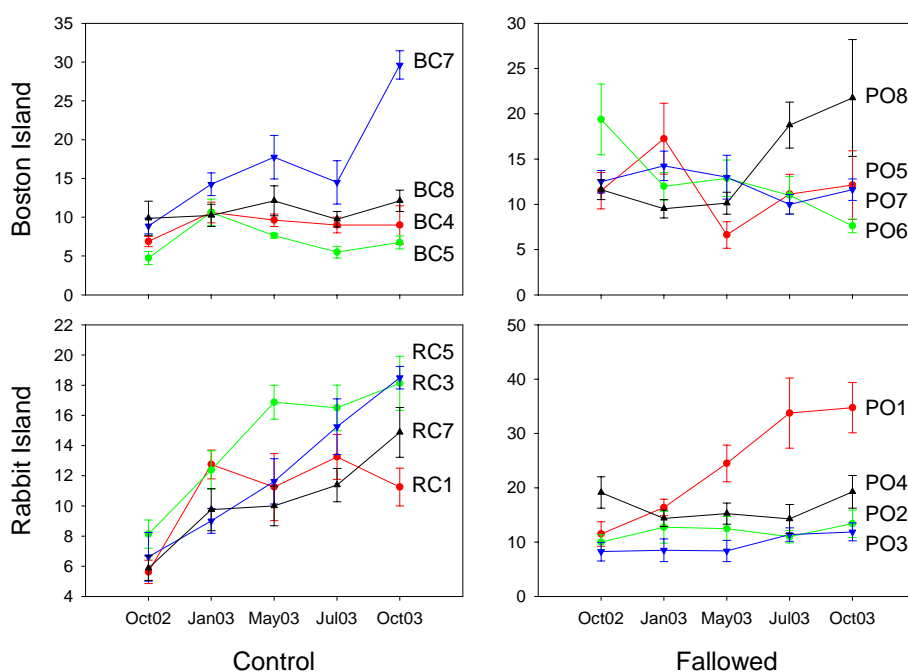 Boston Island
35
30
25
20
15
10
5
0
BC7
BC8
BC4
BC5
30
25
20
15
10
5
0
PO8
PO5
PO7
PO6
Rabbit Island
22
20
18
16
14
12
10
8
6
4
RC5
RC3
RC7
RC1
Oct02 Jan03 May03 Jul03 Oct03
Control
50
40
30
20
10
0
PO1
PO4
PO2
PO3
Oct02 Jan03 May03 Jul03 Oct03
Fallowed